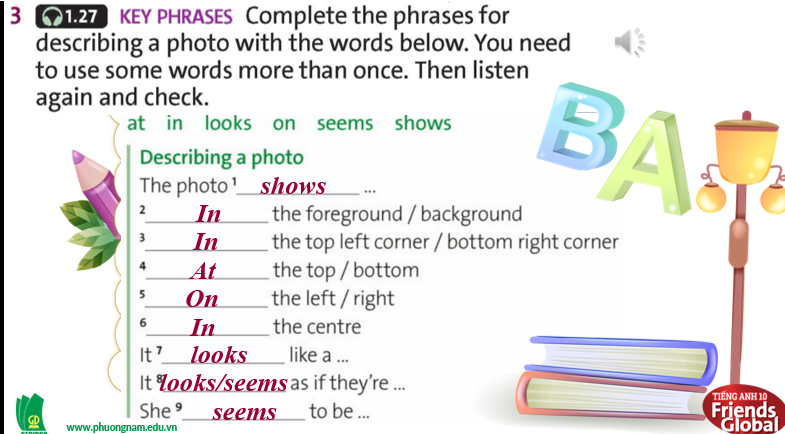 3 1.27 KEY PHRASES Complete the phrases for
describing a photo with the words below. You need
to use some words more than once. Then listen
again and check.
at in looks on seems shows
Describing a photo
The photo 1 shows ...
2 In the foreground / background
3 In the top left corner / bottom right corner
4 At the top / bottom
5 On the left / right
6 In the centre
It 7 looks like a ...
It 8 looks/seems as if they're ...
She 9 seems to be ...
BA
www.phuongnam.edu.vn
TIẾNG ANH 10
Friends
Global